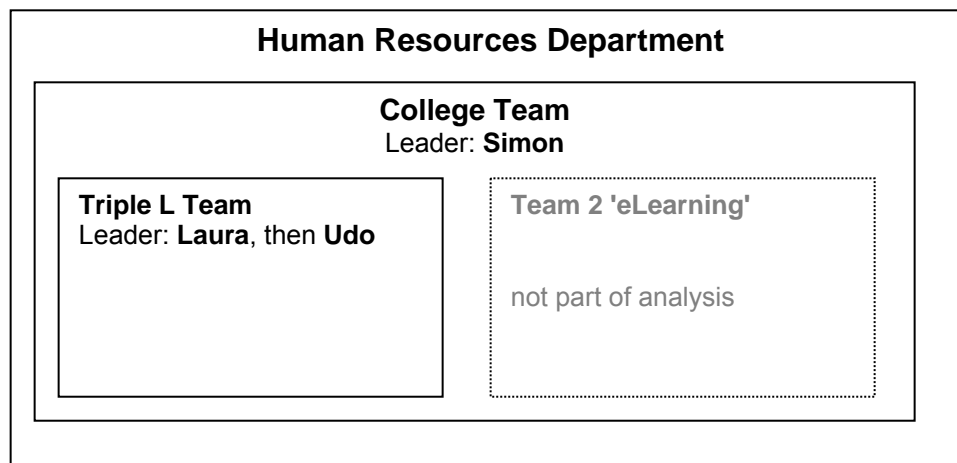 Human Resources Department
College Team
Leader: Simon
Triple L Team
Leader: Laura, then Udo
Team 2 'eLearning'
not part of analysis